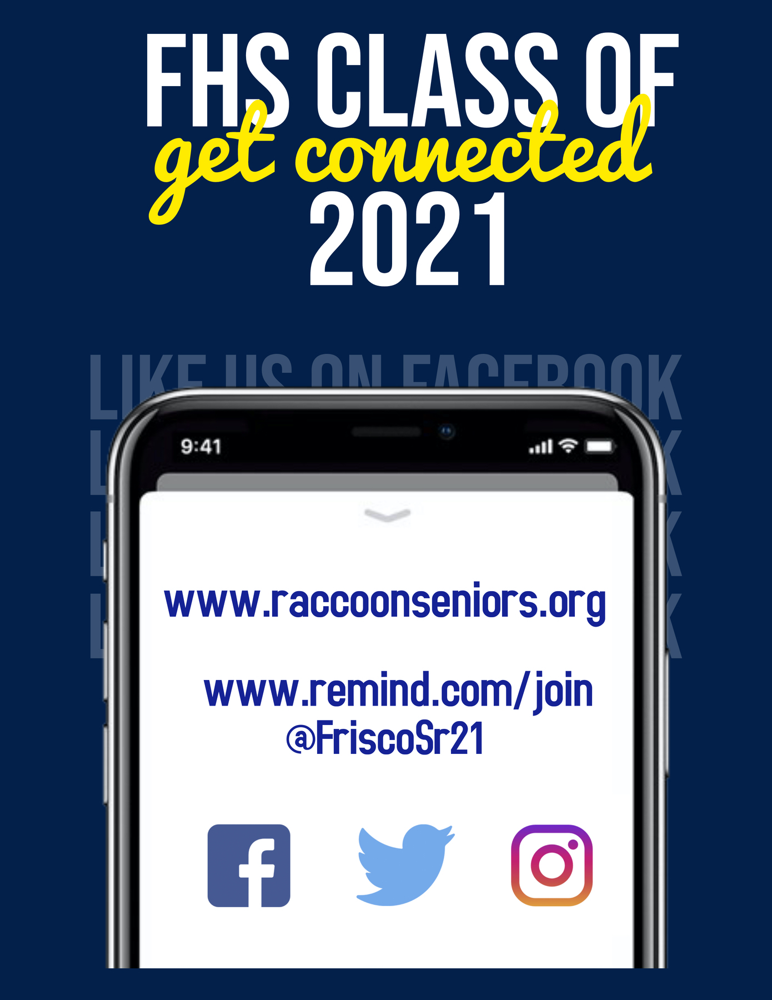 FHS CLASS OF
get connected
2021
LIKE US ON FACEBOOK
9:41
www.raccoonseniors.org
www.remind.com/join
@FriscoSr21